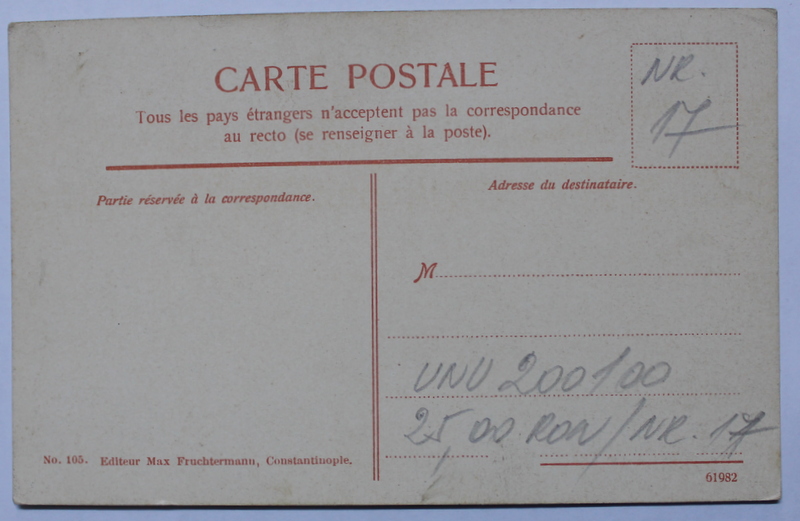 CARTE POSTALE
Tous les pays étrangers n'acceptent pas la correspondance
au recto (se renseigner à la poste).
NR.
17
Partie réservée à la correspondance.
Adresse du destinataire.
M
UNU 200100
25,00 RON/NR. 17
No. 105. Editeur Max Fruchtermann, Constantinople.
61982